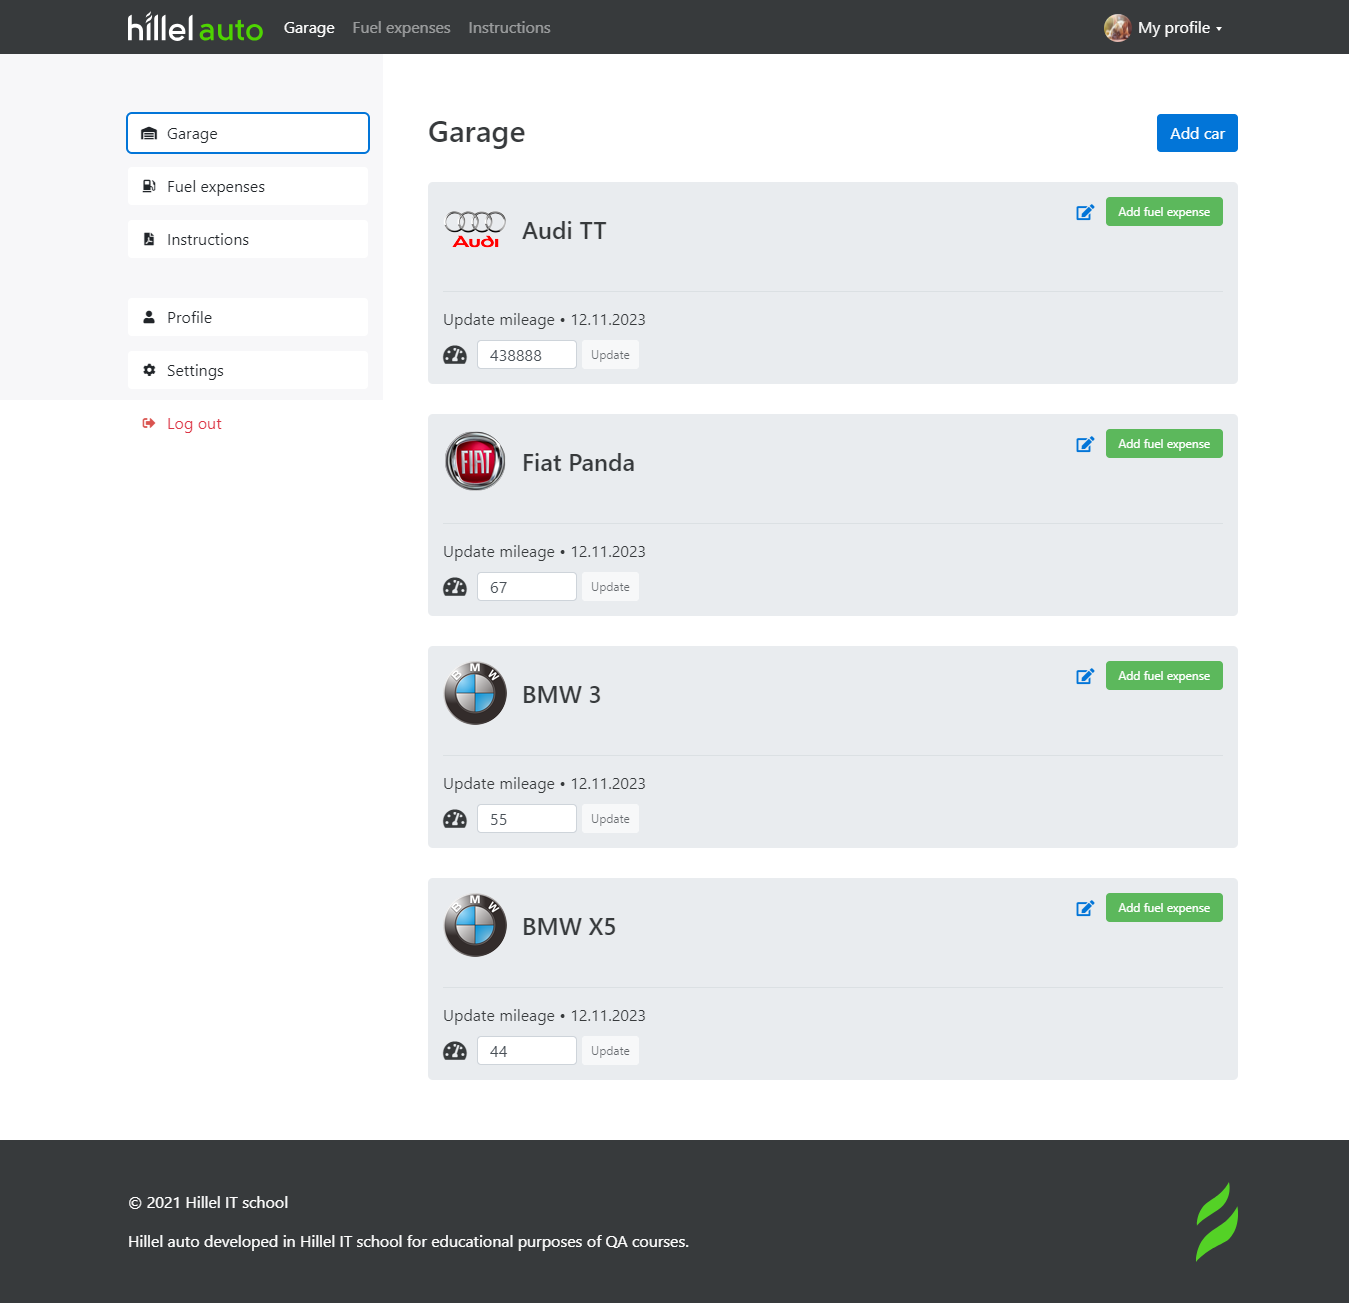 hillel auto Garage Fuel expenses Instructions My profile
Garage
Fuel expenses
Instructions
Profile
Settings
Log out
Garage Add car
Audi Audi TT Add fuel expense
Update mileage • 12.11.2023
438888 Update
FIAT Fiat Panda Add fuel expense
Update mileage • 12.11.2023
67 Update
BMW BMW 3 Add fuel expense
Update mileage • 12.11.2023
55 Update
BMW BMW X5 Add fuel expense
Update mileage • 12.11.2023
44 Update
© 2021 Hillel IT school
Hillel auto developed in Hillel IT school for educational purposes of QA courses.